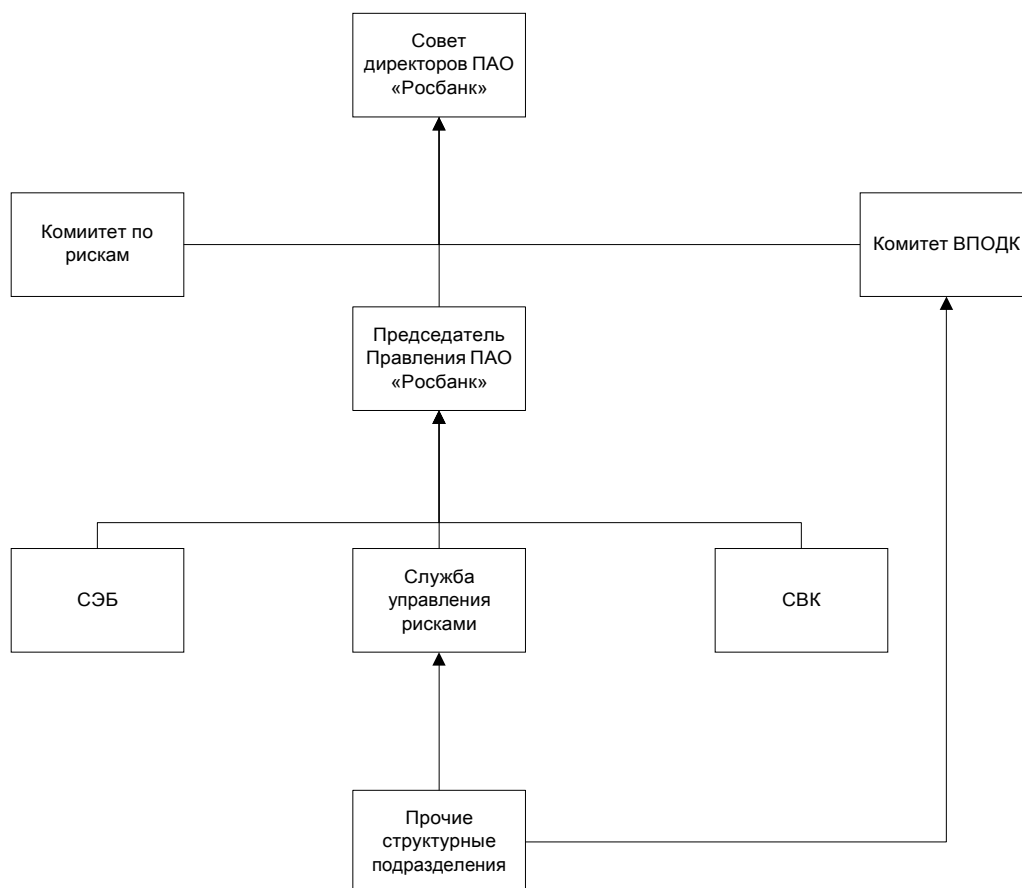 Совет
директоров ПАО
«Росбанк»
Комиитет по
рискам
Комитет ВПОДК
Председатель
Правления ПАО
«Росбанк»
СЭБ
Служба
управления
рисками
СВК
Прочие
структурные
подразделения